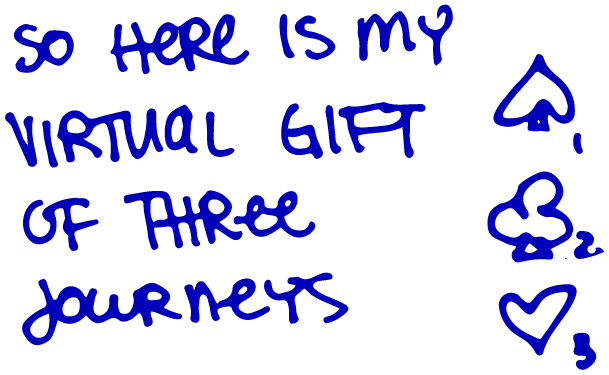 SO HERE IS MY
VIRTUAL GIFT
OF THREE
JOURNEYS
1
2
3